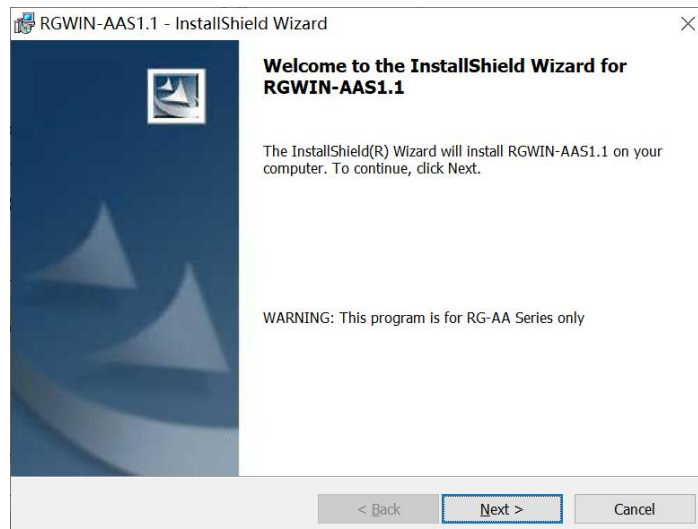 RGWIN-AAS1.1 - InstallShield Wizard
Welcome to the InstallShield Wizard for
RGWIN-AAS1.1
The InstallShield(R) Wizard will install RGWIN-AAS1.1 on your
computer. To continue, click Next.
WARNING: This program is for RG-AA Series only
< Back
Next >
Cancel